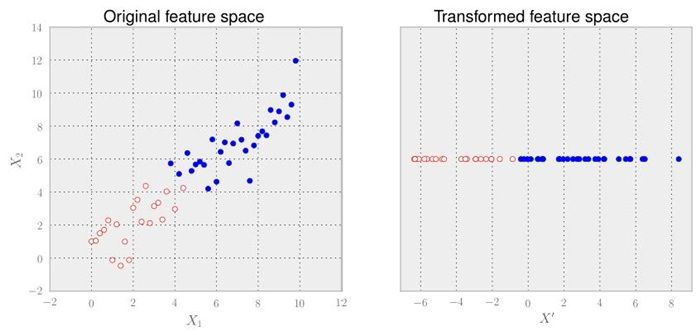 Original feature space
14
12
10
8
6
4
2
0
−2
−2 0 2 4 6 8 10 12
X₂
X₁
Transformed feature space
−6 −4 −2 0 2 4 6 8
X′